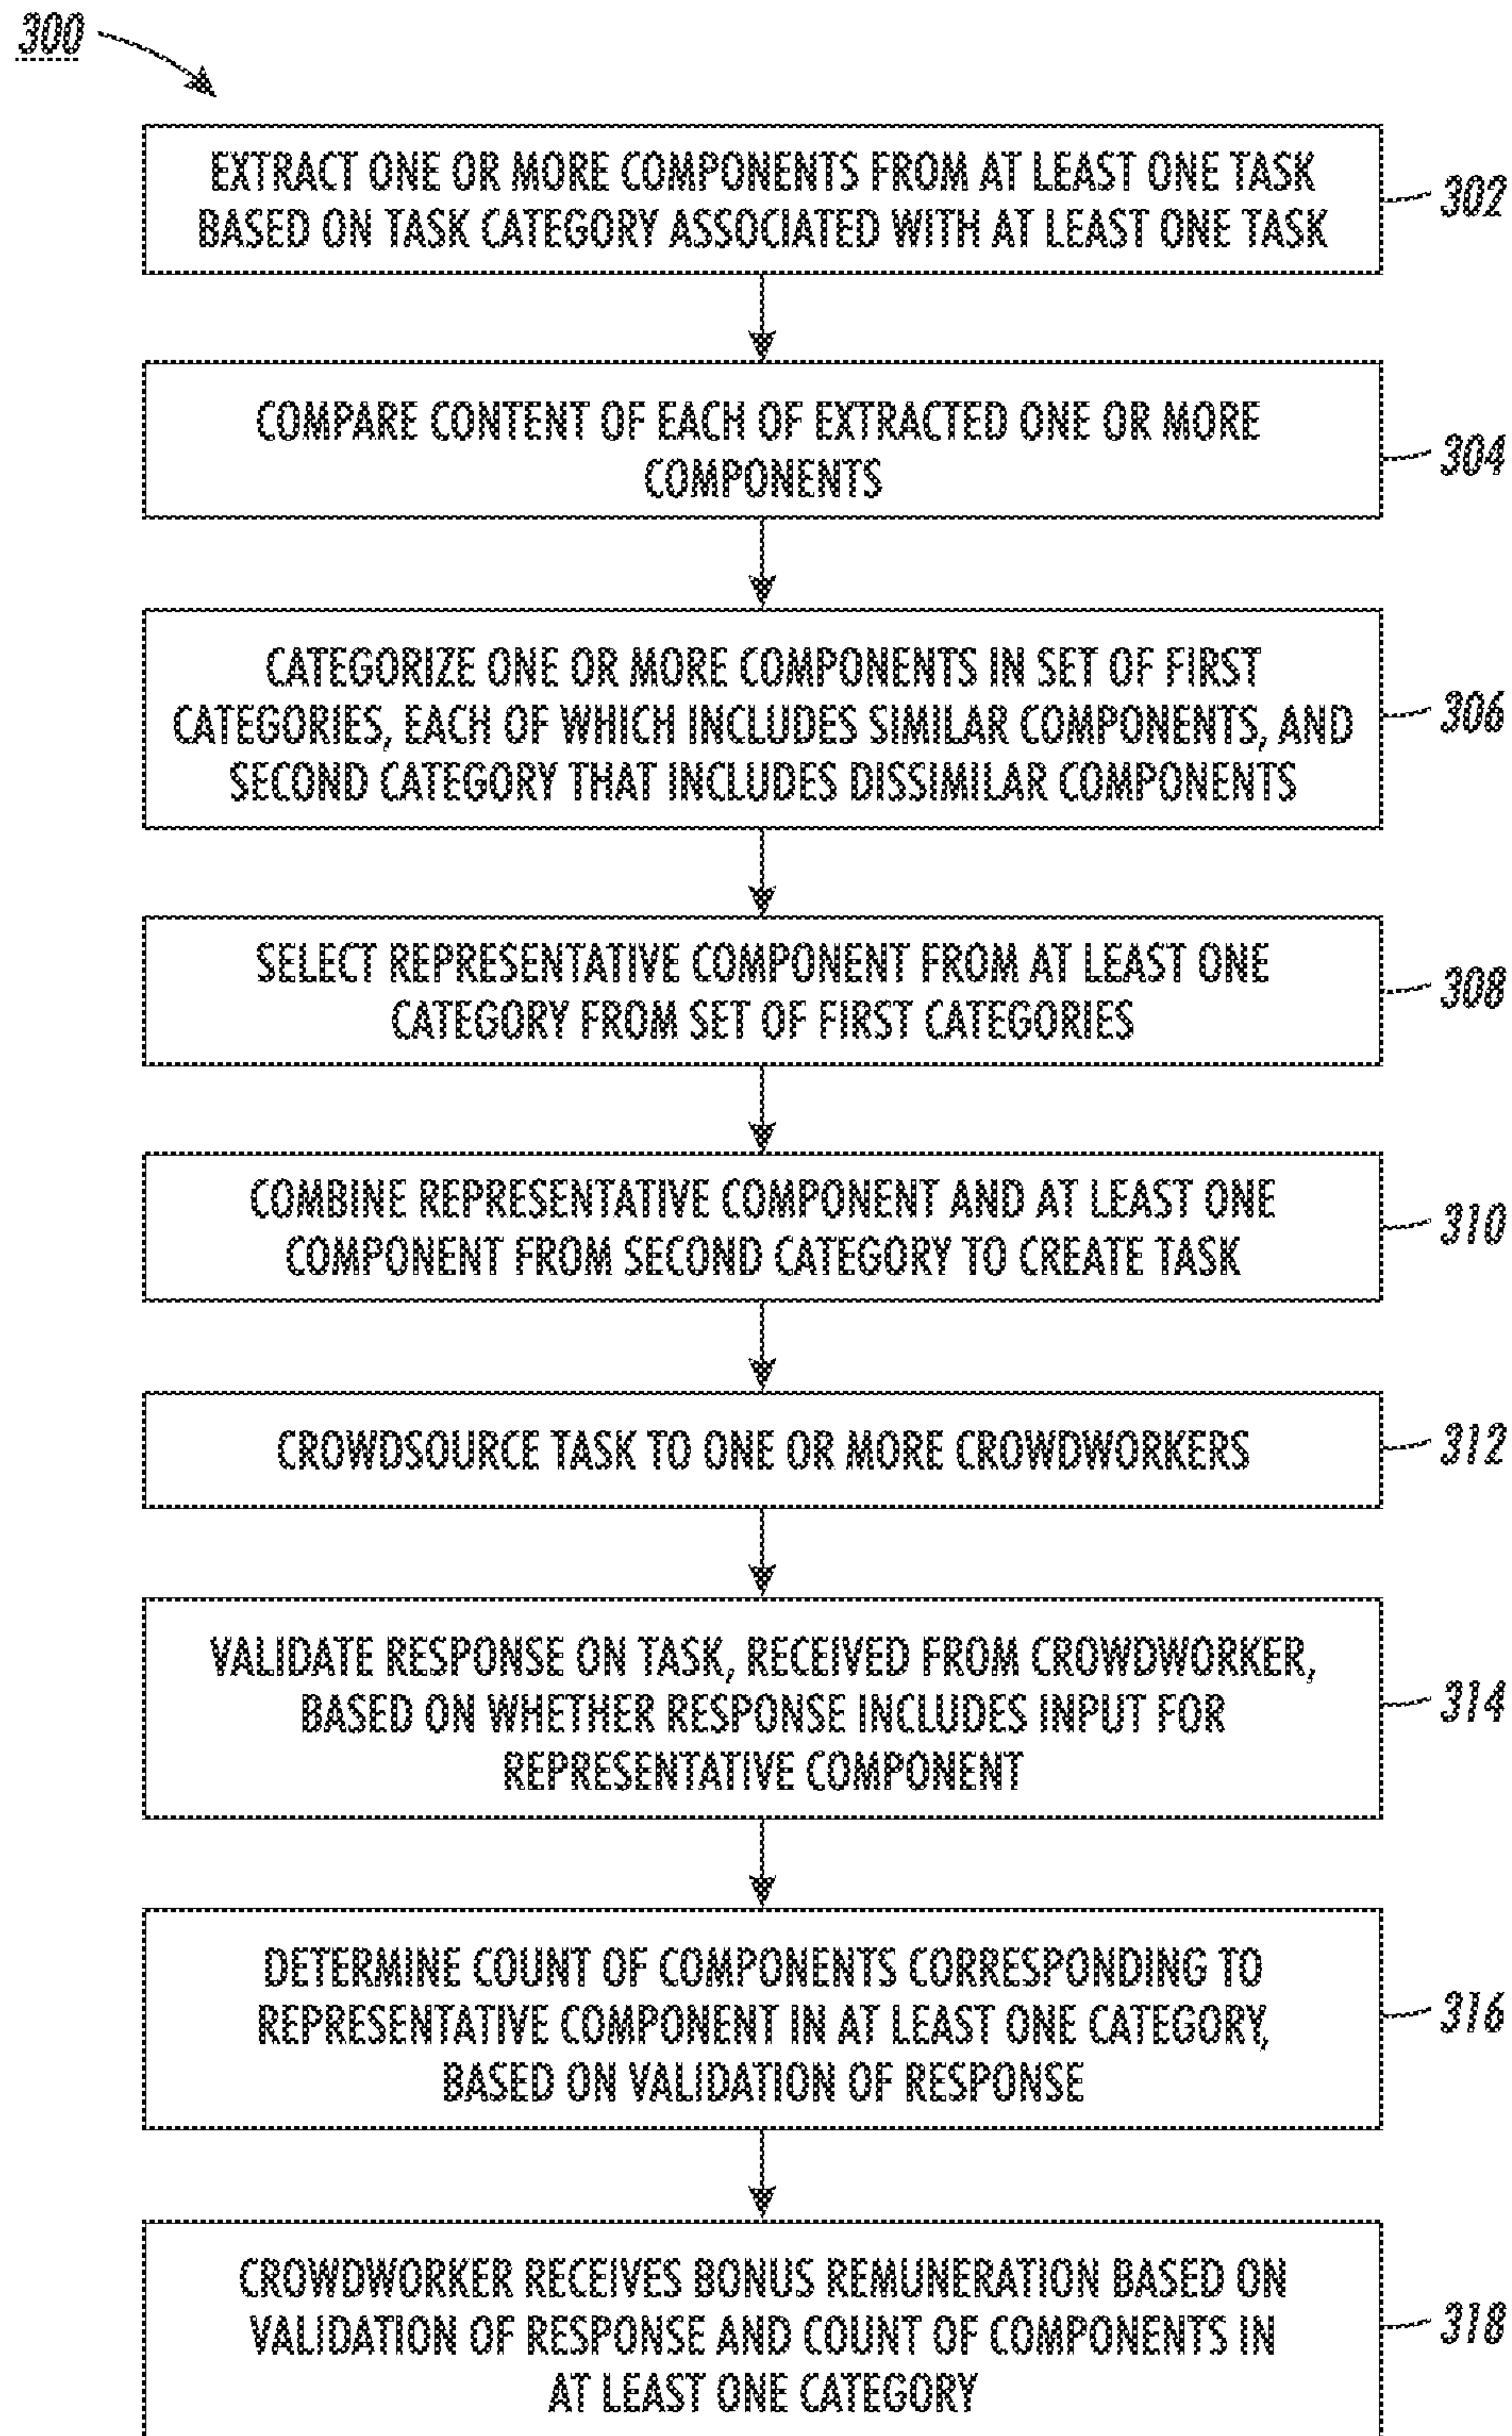 300
EXTRACT ONE OR MORE COMPONENTS FROM AT LEAST ONE TASK
BASED ON TASK CATEGORY ASSOCIATED WITH AT LEAST ONE TASK
302
COMPARE CONTENT OF EACH OF EXTRACTED ONE OR MORE
COMPONENTS
304
CATEGORIZE ONE OR MORE COMPONENTS IN SET OF FIRST
CATEGORIES, EACH OF WHICH INCLUDES SIMILAR COMPONENTS, AND
SECOND CATEGORY THAT INCLUDES DISSIMILAR COMPONENTS
306
SELECT REPRESENTATIVE COMPONENT FROM AT LEAST ONE
CATEGORY FROM SET OF FIRST CATEGORIES
308
COMBINE REPRESENTATIVE COMPONENT AND AT LEAST ONE
COMPONENT FROM SECOND CATEGORY TO CREATE TASK
310
CROWDSOURCE TASK TO ONE OR MORE CROWDWORKERS
312
VALIDATE RESPONSE ON TASK, RECEIVED FROM CROWDWORKER,
BASED ON WHETHER RESPONSE INCLUDES INPUT FOR
REPRESENTATIVE COMPONENT
314
DETERMINE COUNT OF COMPONENTS CORRESPONDING TO
REPRESENTATIVE COMPONENT IN AT LEAST ONE CATEGORY,
BASED ON VALIDATION OF RESPONSE
316
CROWDWORKER RECEIVES BONUS REMUNERATION BASED ON
VALIDATION OF RESPONSE AND COUNT OF COMPONENTS IN
AT LEAST ONE CATEGORY
318